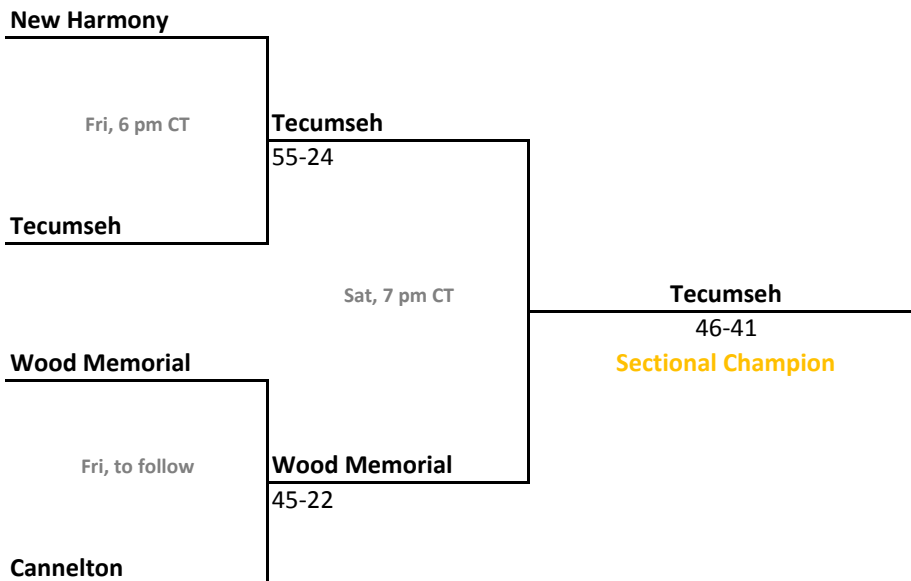 New Harmony
Fri, 6 pm CT
Tecumseh
55-24
Tecumseh
Sat, 7 pm CT
Tecumseh
46-41
Sectional Champion
Wood Memorial
Fri, to follow
Wood Memorial
45-22
Cannelton